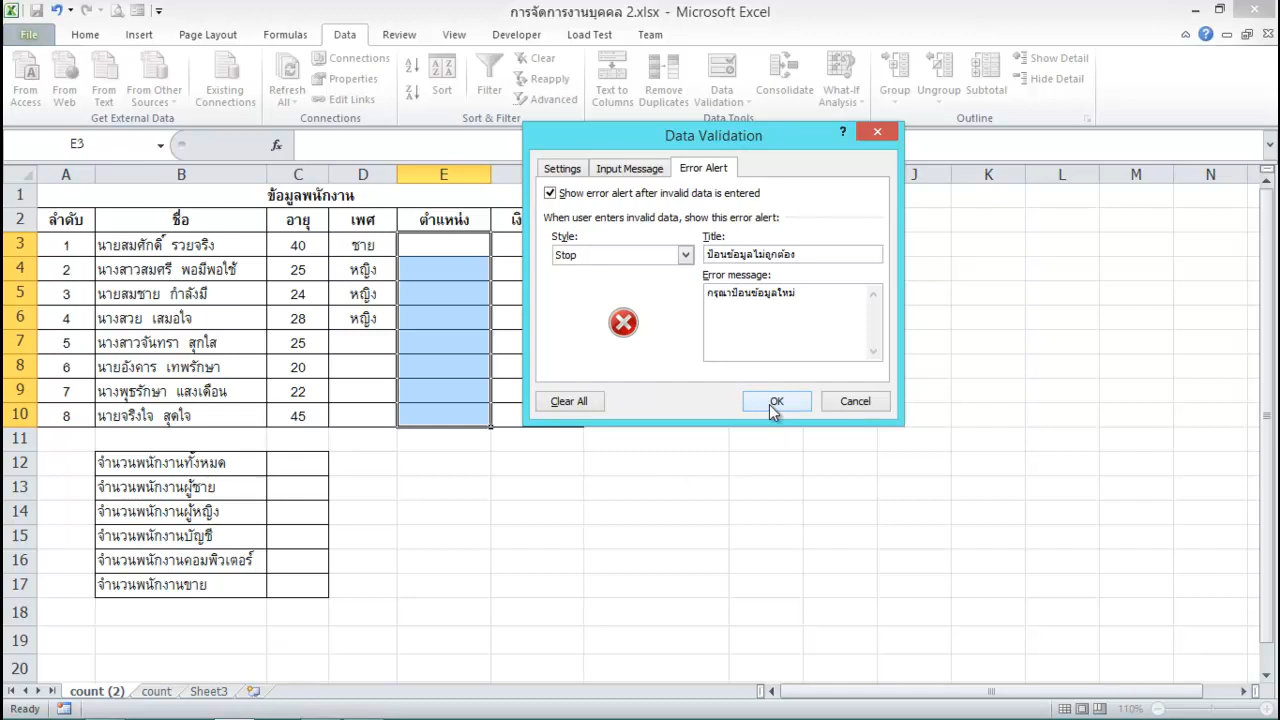 การจัดการงานบุคคล 2.xlsx - Microsoft Excel
File Home Insert Page Layout Formulas Data Review View Developer Load Test Team
From Access
From Web
From Text
From Other Sources
Existing Connections
Get External Data
Refresh All
Connections
Properties
Edit Links
Connections
Sort
Filter
Clear
Reapply
Advanced
Sort & Filter
Text to Columns
Remove Duplicates
Data Validation
Consolidate
What-If Analysis
Data Tools
Group
Ungroup
Subtotal
Show Detail
Hide Detail
Outline
E3
fx
A B C D E J K L M N
1 ข้อมูลพนักงาน
2 ลำดับ ชื่อ อายุ เพศ ตำแหน่ง เงิ
3 1 นายสมศักดิ์ รวยจริง 40 ชาย
4 2 นางสาวสมศรี พอมีพอใช้ 25 หญิง
5 3 นายสมชาย กำลังมี 24 หญิง
6 4 นางสวย เสมอใจ 28 หญิง
7 5 นางสาวจันทรา สุกใส 25
8 6 นายอังคาร เทพรักษา 20
9 7 นางพุธรักษา แสงเดือน 22
10 8 นายจริงใจ สุดใจ 45
11
12 จำนวนพนักงานทั้งหมด
13 จำนวนพนักงานผู้ชาย
14 จำนวนพนักงานผู้หญิง
15 จำนวนพนักงานบัญชี
16 จำนวนพนักงานคอมพิวเตอร์
17 จำนวนพนักงานขาย
18
19
20
Data Validation
?
Settings Input Message Error Alert
Show error alert after invalid data is entered
When user enters invalid data, show this error alert:
Style: Title:
Stop ป้อนข้อมูลไม่ถูกต้อง
Error message:
กรุณาป้อนข้อมูลใหม่
Clear All OK Cancel
count (2) count Sheet3
Ready 110%